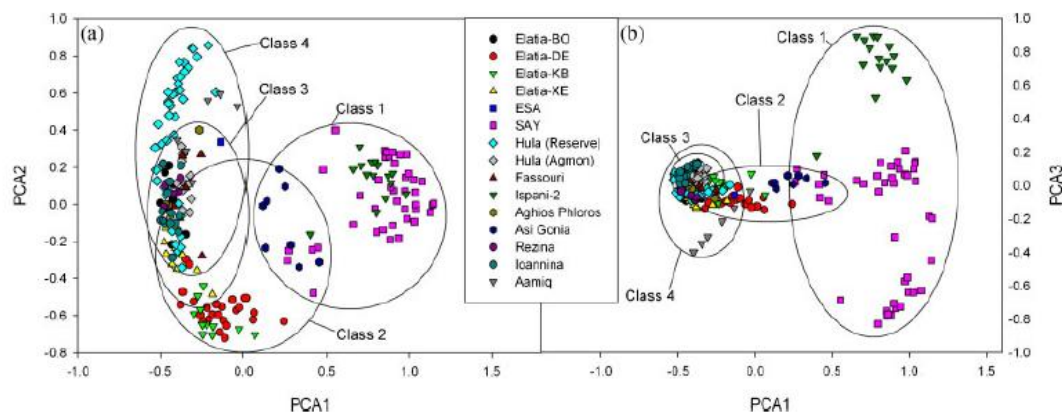 (a)
Class 4
Class 3
Class 1
Class 2
1.0
0.8
0.6
0.4
0.2
0.0
-0.2
-0.4
-0.6
-0.8
PCA2
-1.0
-0.5
0.0
0.5
1.0
1.5
PCA1
Elatia-BO
Elatia-DE
Elatia-KB
Elatia-KE
ESA
SAY
Hula (Reserve)
Hula (Agmon)
Fassouri
Ispani-2
Aghios Phloros
Asi Gonia
Rezina
Ioannina
Aamiq
(b)
Class 1
Class 2
Class 3
Class 4
-1.0
-0.5
0.0
0.5
1.0
1.5
PCA1
1.0
0.8
0.6
0.4
0.2
0.0
-0.2
-0.4
-0.6
-0.8
-1.0
PCA3